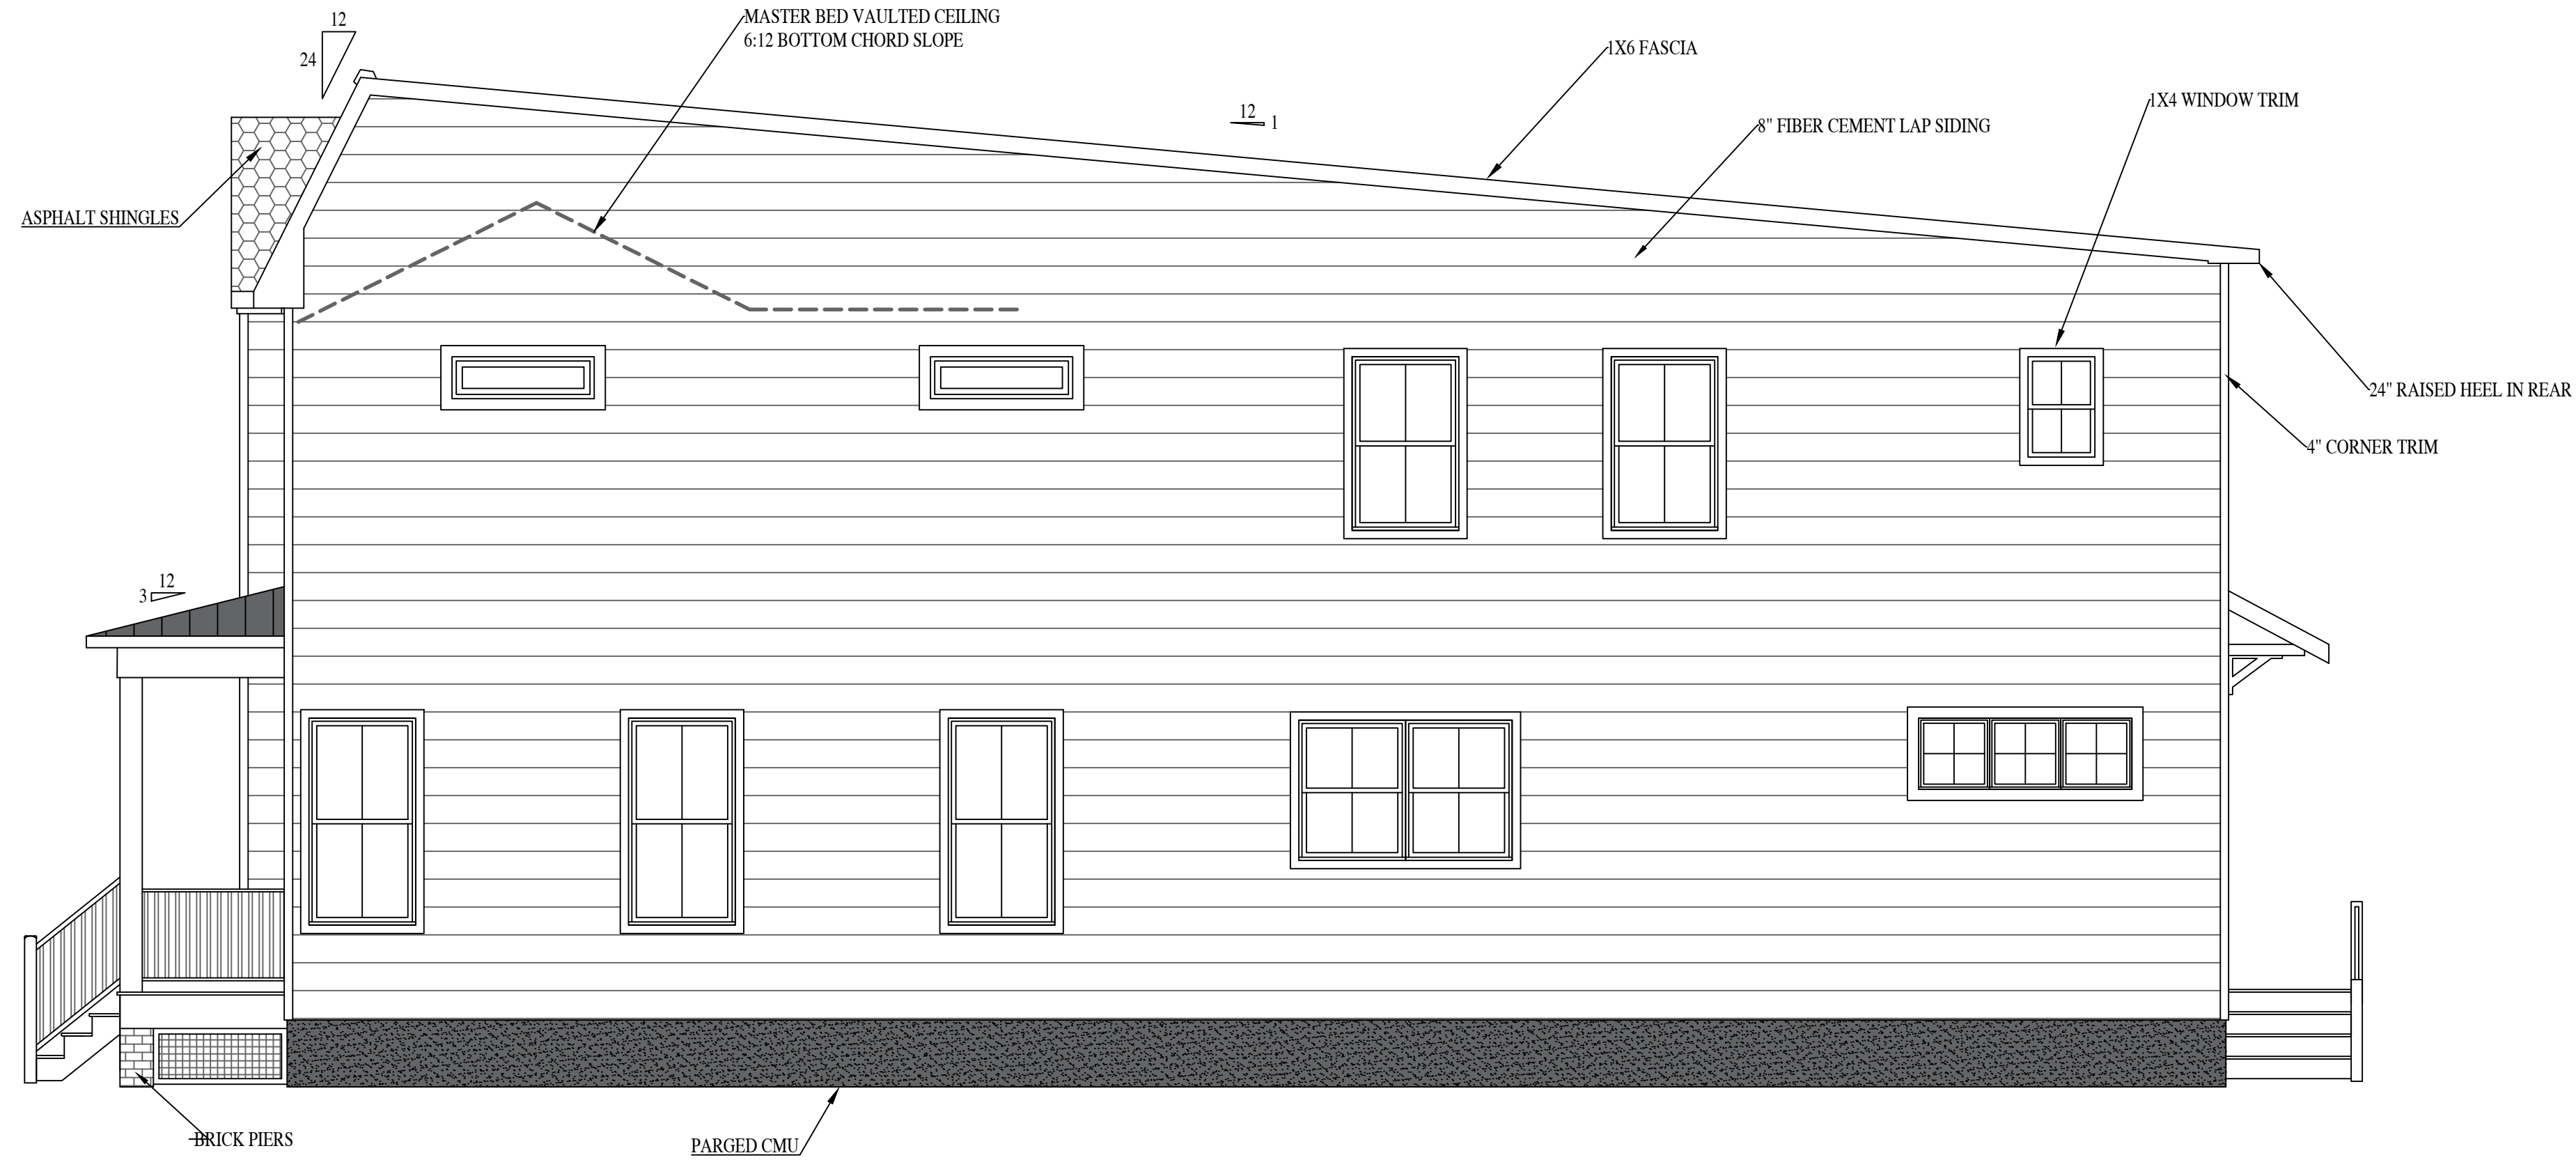 12
24
MASTER BED VAULTED CEILING
6:12 BOTTOM CHORD SLOPE
1X6 FASCIA
1X4 WINDOW TRIM
12
1
8" FIBER CEMENT LAP SIDING
ASPHALT SHINGLES
24" RAISED HEEL IN REAR
4" CORNER TRIM
12
3
BRICK PIERS
PARGED CMU